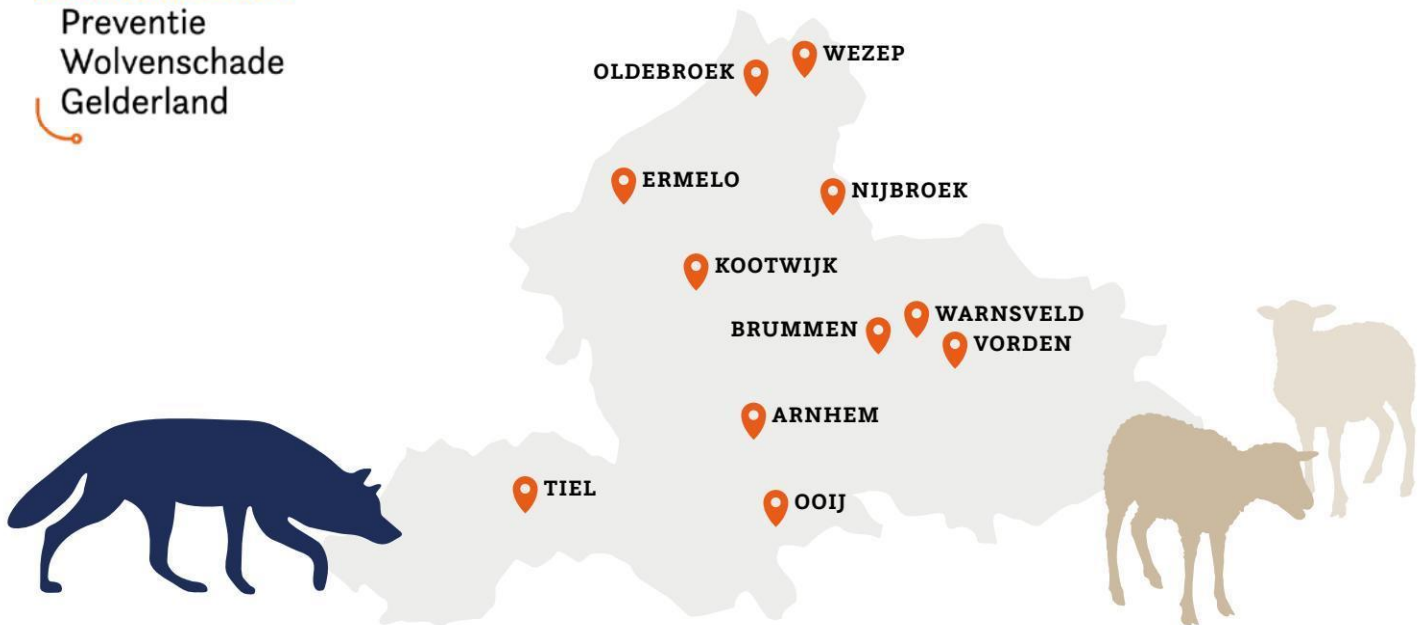 Preventie
Wolvenschade
Gelderland
WEZEP
OLDEBROEK
ERMELO
NIJBROEK
KOOTWIJK
WARNSVELD
BRUMMEN
VORDEN
ARNHEM
TIEL
OOIJ